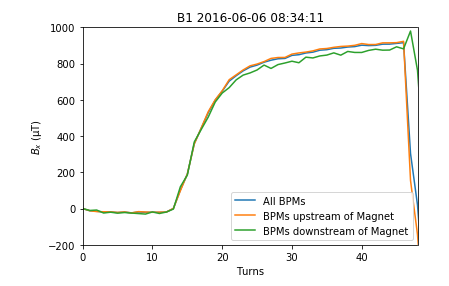 B1 2016-06-06 08:34:11
1000
800
600
400
200
0
−200
Bx (μT)
0 10 20 30 40
Turns
All BPMs
BPMs upstream of Magnet
BPMs downstream of Magnet